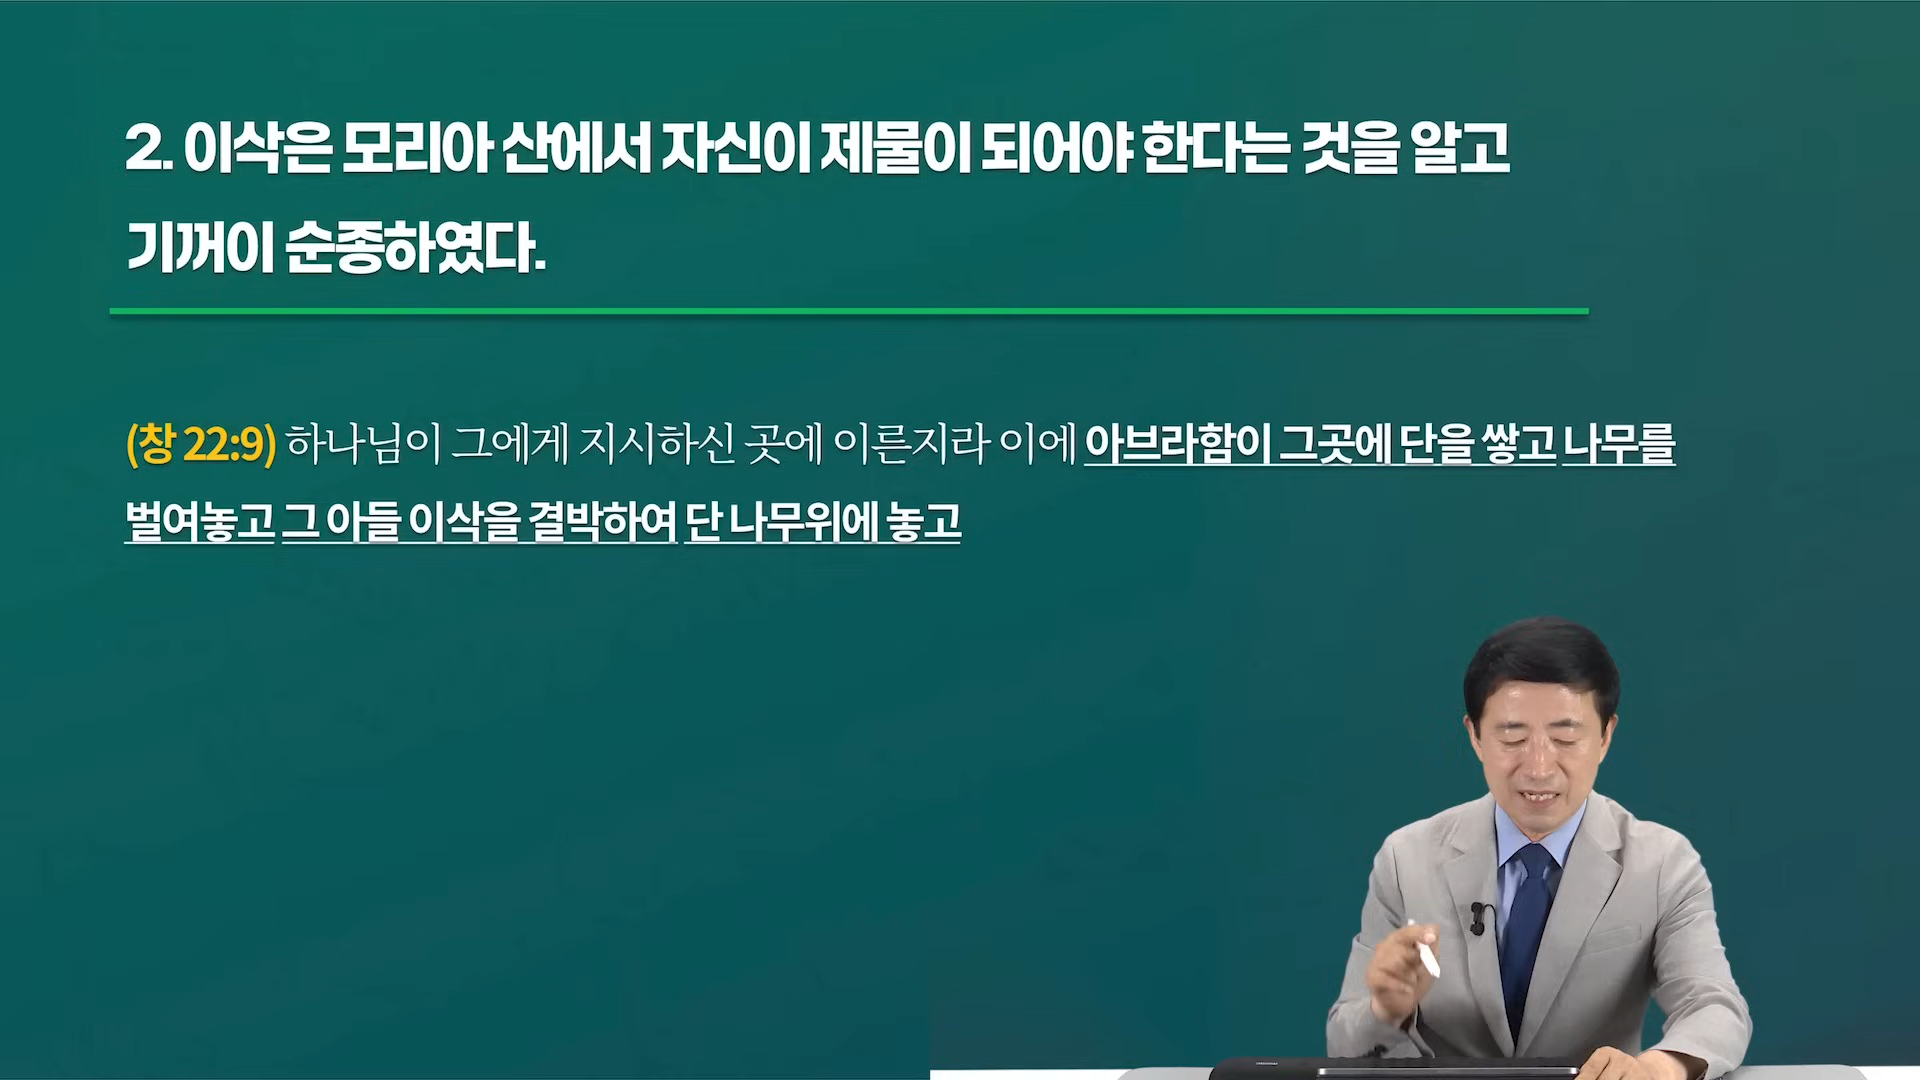 2. 이삭은 모리아 산에서 자신이 제물이 되어야 한다는 것을 알고
기꺼이 순종하였다.
(창 22:9) 하나님이 그에게 지시하신 곳에 이른지라 이에 아브라함이 그곳에 단을 쌓고 나무를
벌여놓고 그 아들 이삭을 결박하여 단 나무위에 놓고